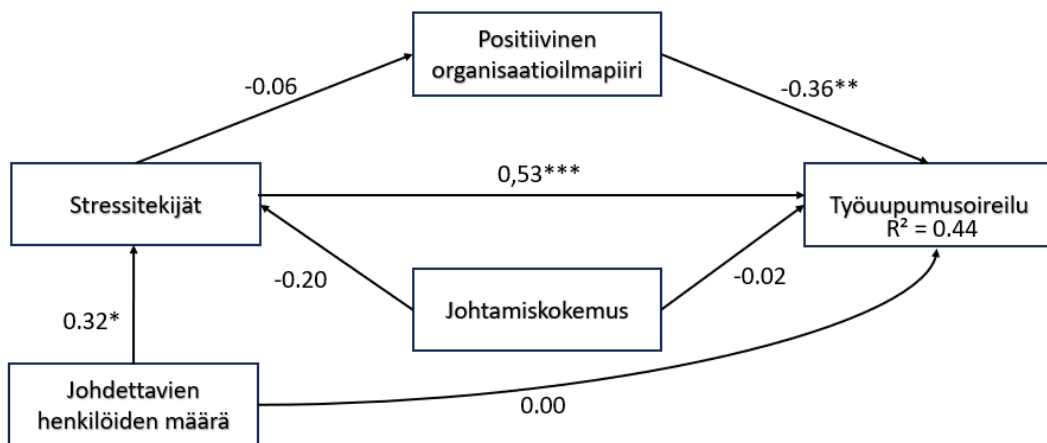 Positiivinen
organisaatioilmapiiri
-0.06
-0.36**
Stressitekijät
0,53***
Työuupumusoireilu
R² = 0.44
-0.20
Johtamiskokemus
-0.02
0.32*
Johdettavien
henkilöiden määrä
0.00